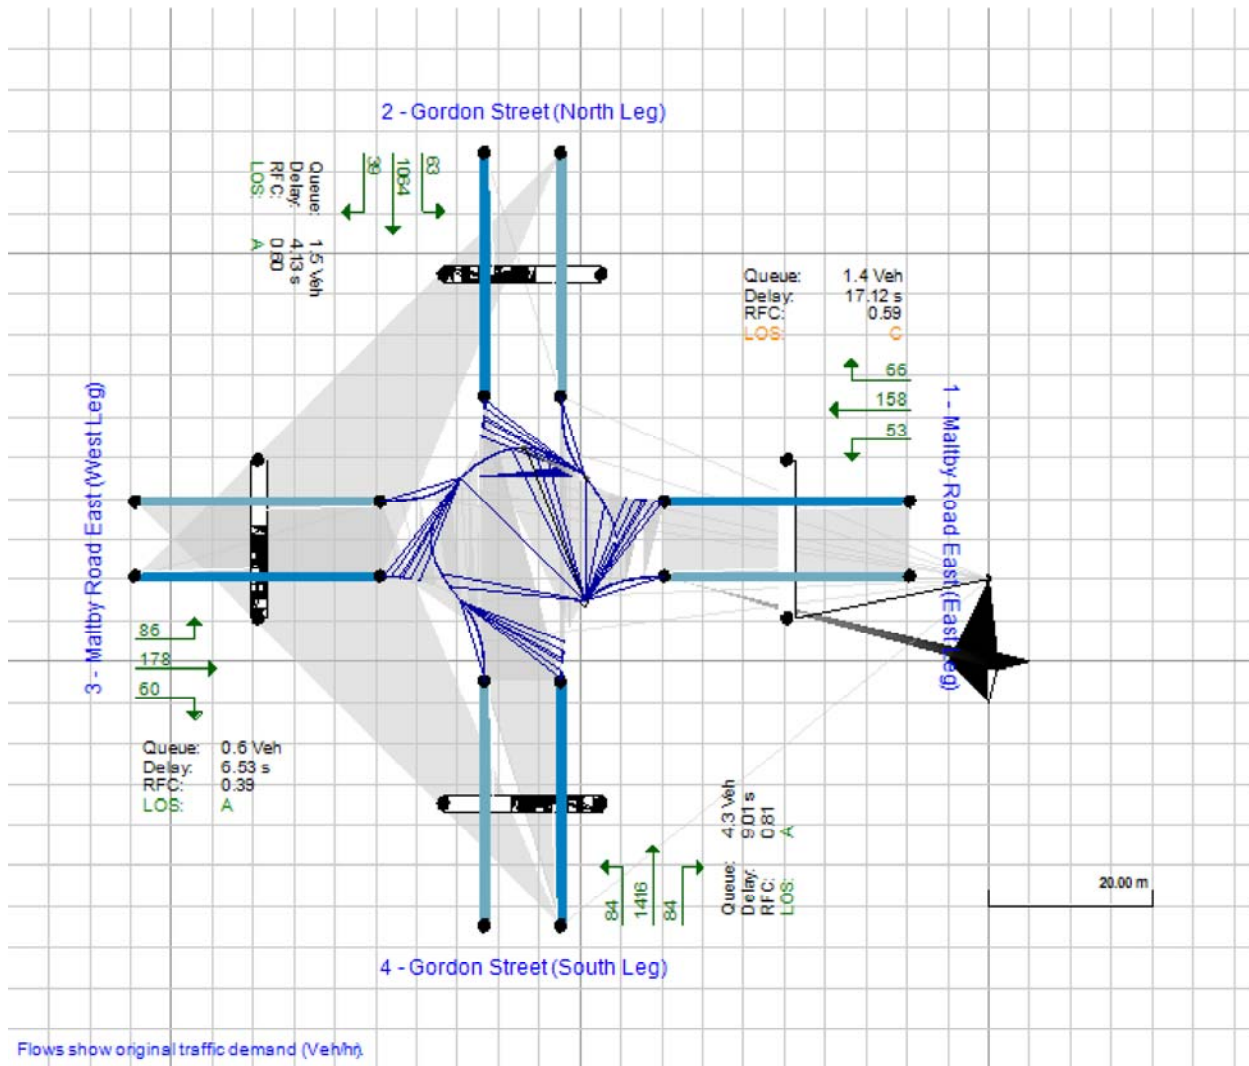 2 - Gordon Street (North Leg)
39
1064
63
Queue: 1.5 Veh
Delay: 4.13 s
RFC: 0.60
LOS: A
Queue: 1.4 Veh
Delay: 17.12 s
RFC: 0.59
LOS: C
66
158
53
1 - Maltby Road East (East Leg)
3 - Maltby Road East (West Leg)
86
178
60
Queue: 0.6 Veh
Delay: 6.53 s
RFC: 0.39
LOS: A
84
1416
84
Queue: 4.3 Veh
Delay: 9.01 s
RFC: 0.81
LOS: A
20.00 m
4 - Gordon Street (South Leg)
Flows show original traffic demand (Veh/hr).